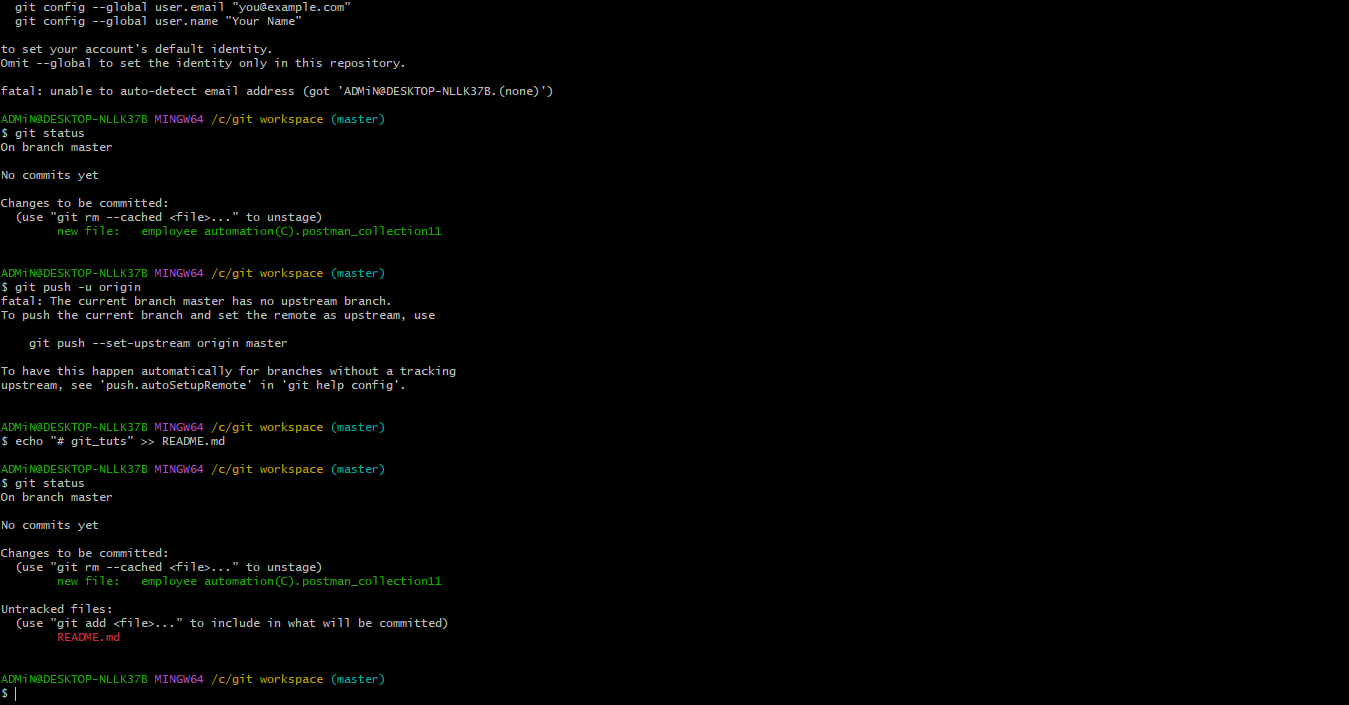 git config --global user.email "you@example.com"
git config --global user.name "Your Name"
to set your account's default identity.
Omit --global to set the identity only in this repository.
fatal: unable to auto-detect email address (got 'ADMiN@DESKTOP-NLLK37B.(none)')
ADMiN@DESKTOP-NLLK37B MINGW64 /c/git workspace (master)
$ git status
On branch master
No commits yet
Changes to be committed:
(use "git rm --cached <file>..." to unstage)
new file:   employee automation(C).postman_collection11
ADMiN@DESKTOP-NLLK37B MINGW64 /c/git workspace (master)
$ git push -u origin
fatal: The current branch master has no upstream branch.
To push the current branch and set the remote as upstream, use
git push --set-upstream origin master
To have this happen automatically for branches without a tracking
upstream, see 'push.autoSetupRemote' in 'git help config'.
ADMiN@DESKTOP-NLLK37B MINGW64 /c/git workspace (master)
$ echo "# git_tuts" >> README.md
ADMiN@DESKTOP-NLLK37B MINGW64 /c/git workspace (master)
$ git status
On branch master
No commits yet
Changes to be committed:
(use "git rm --cached <file>..." to unstage)
new file:   employee automation(C).postman_collection11
Untracked files:
(use "git add <file>..." to include in what will be committed)
README.md
ADMiN@DESKTOP-NLLK37B MINGW64 /c/git workspace (master)
$